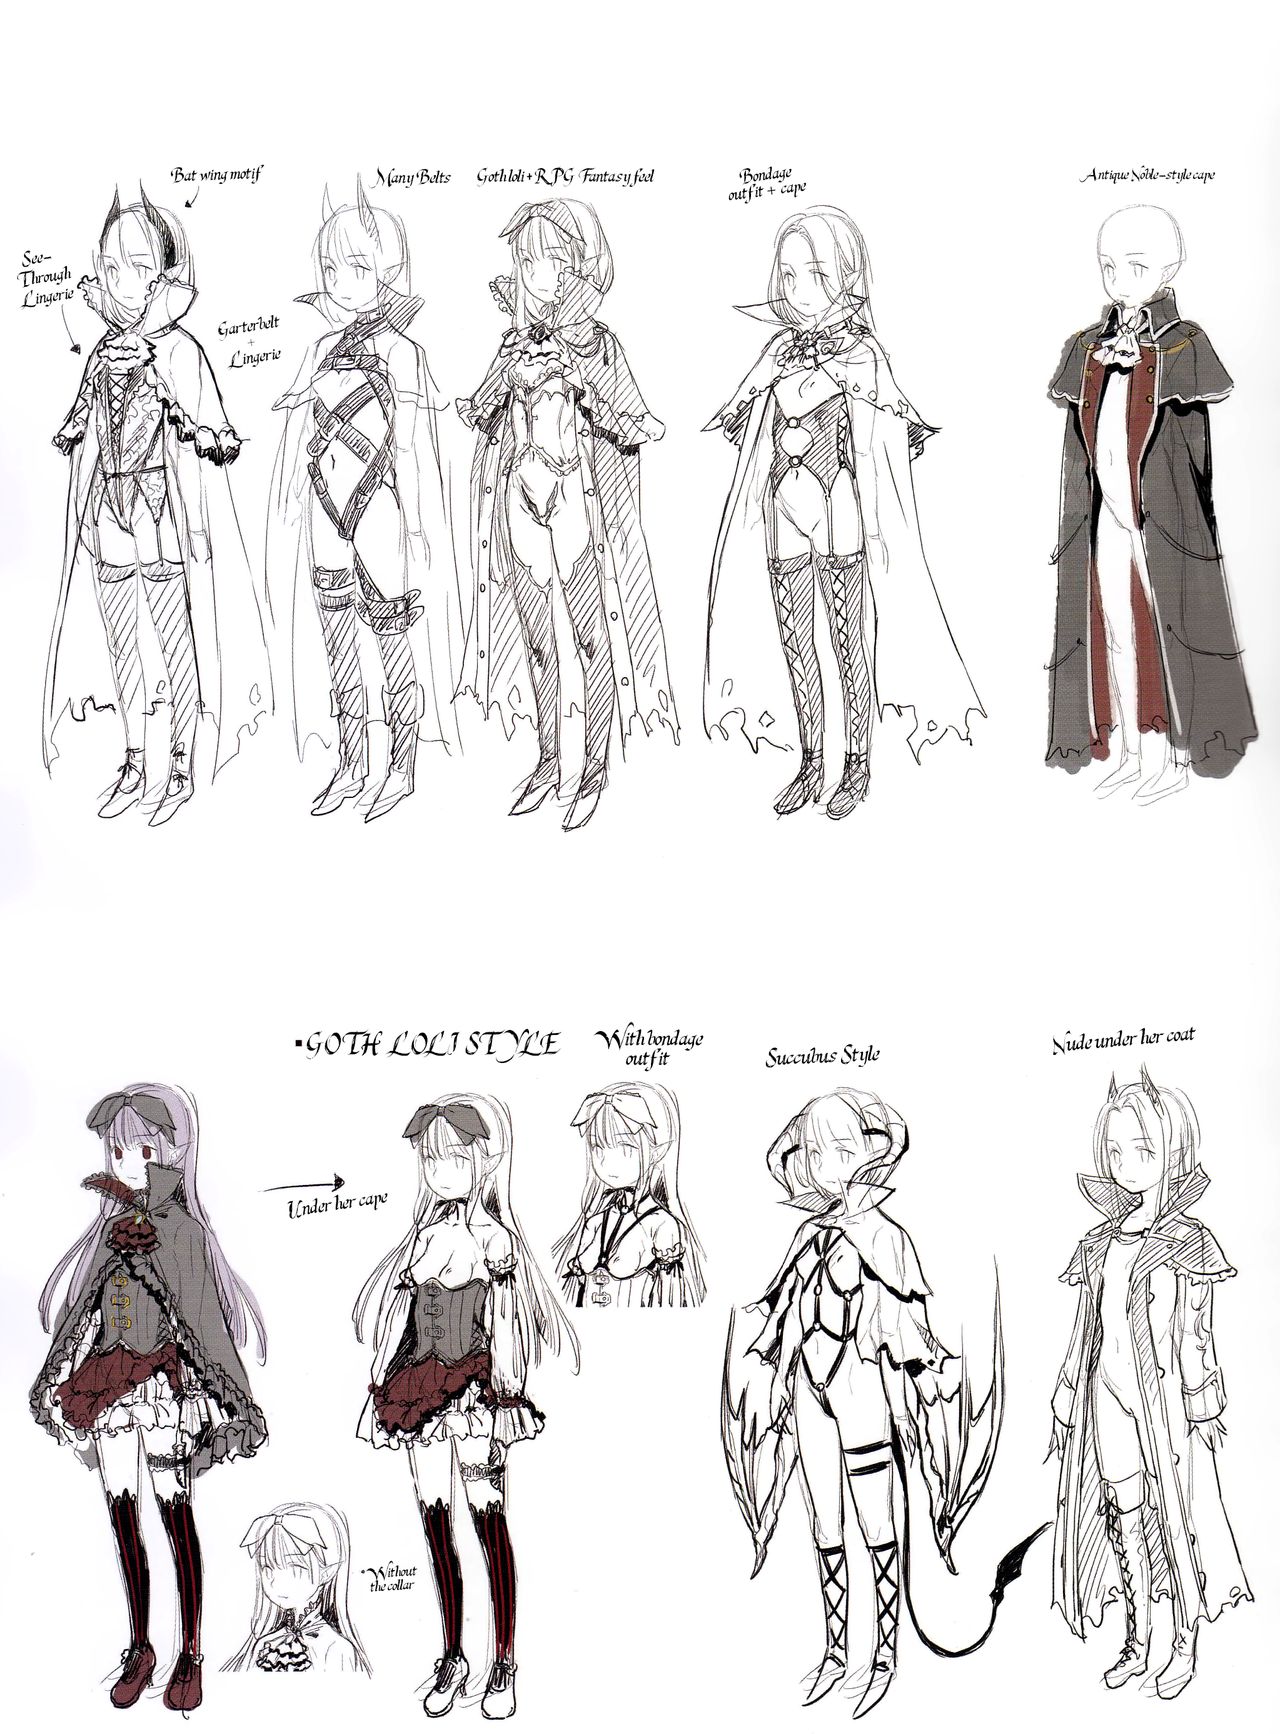 Bat wing motif
Many Belts
Goth loli + RPG Fantasy feel
Bondage
outfit + cape
Antique Noble-style cape
See-
Through
Lingerie
Garterbelt
+
Lingerie
▪GOTH LOLI STYLE
With bondage
outfit
Succubus Style
Nude under her coat
Under her cape
•Without
the collar